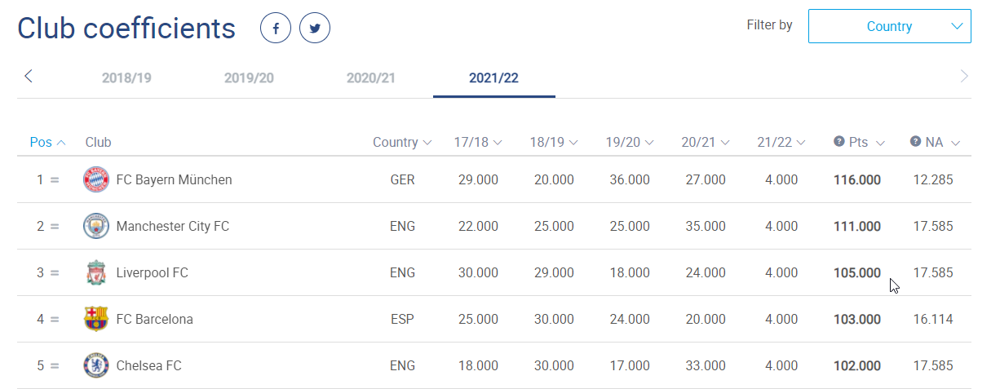 Club coefficients
Filter by Country
2018/19 2019/20 2020/21 2021/22
Pos Club Country 17/18 18/19 19/20 20/21 21/22 ? Pts ? NA
1 = FC Bayern München GER 29.000 20.000 36.000 27.000 4.000 116.000 12.285
2 = Manchester City FC ENG 22.000 25.000 25.000 35.000 4.000 111.000 17.585
3 = Liverpool FC ENG 30.000 29.000 18.000 24.000 4.000 105.000 17.585
4 = FC Barcelona ESP 25.000 30.000 24.000 20.000 4.000 103.000 16.114
5 = Chelsea FC ENG 18.000 30.000 17.000 33.000 4.000 102.000 17.585